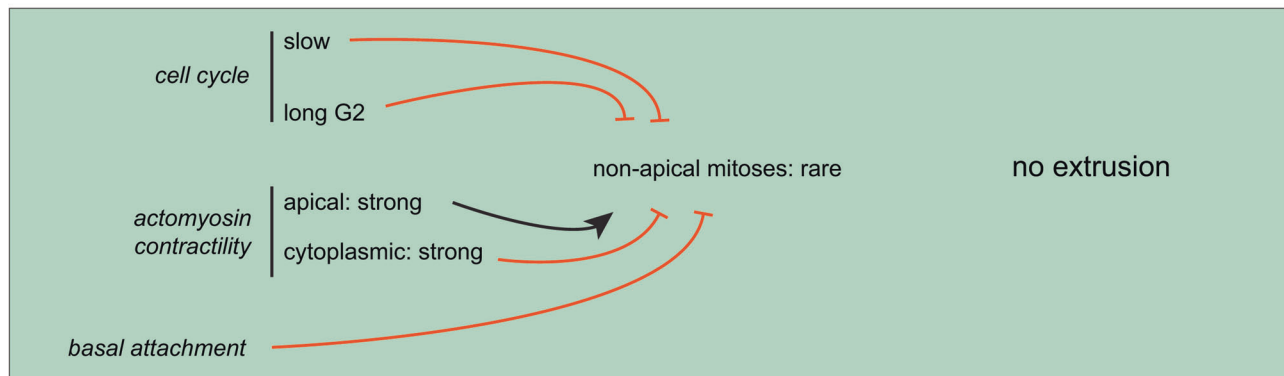 slow
cell cycle
long G2
non-apical mitoses: rare
no extrusion
apical: strong
actomyosin
contractility
cytoplasmic: strong
basal attachment